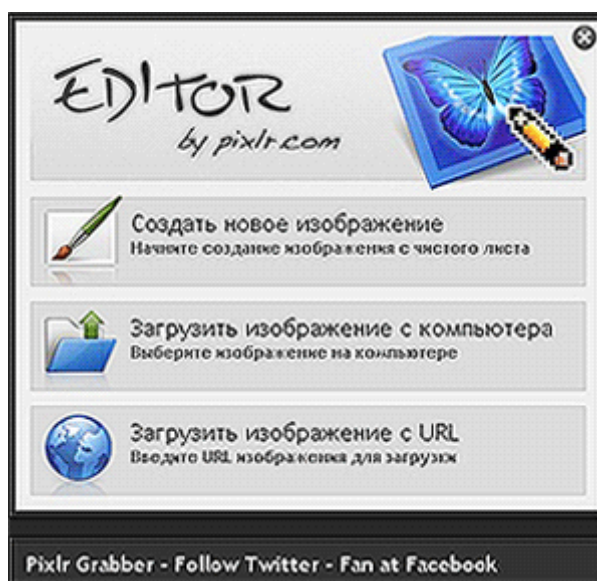 EDITOR
by pixlr.com
Создать новое изображение
Начните создание изображения с чистого листа
Загрузить изображение с компьютера
Выберите изображение на компьютере
Загрузить изображение с URL
Введите URL изображения для загрузки
Pixlr Grabber - Follow Twitter - Fan at Facebook